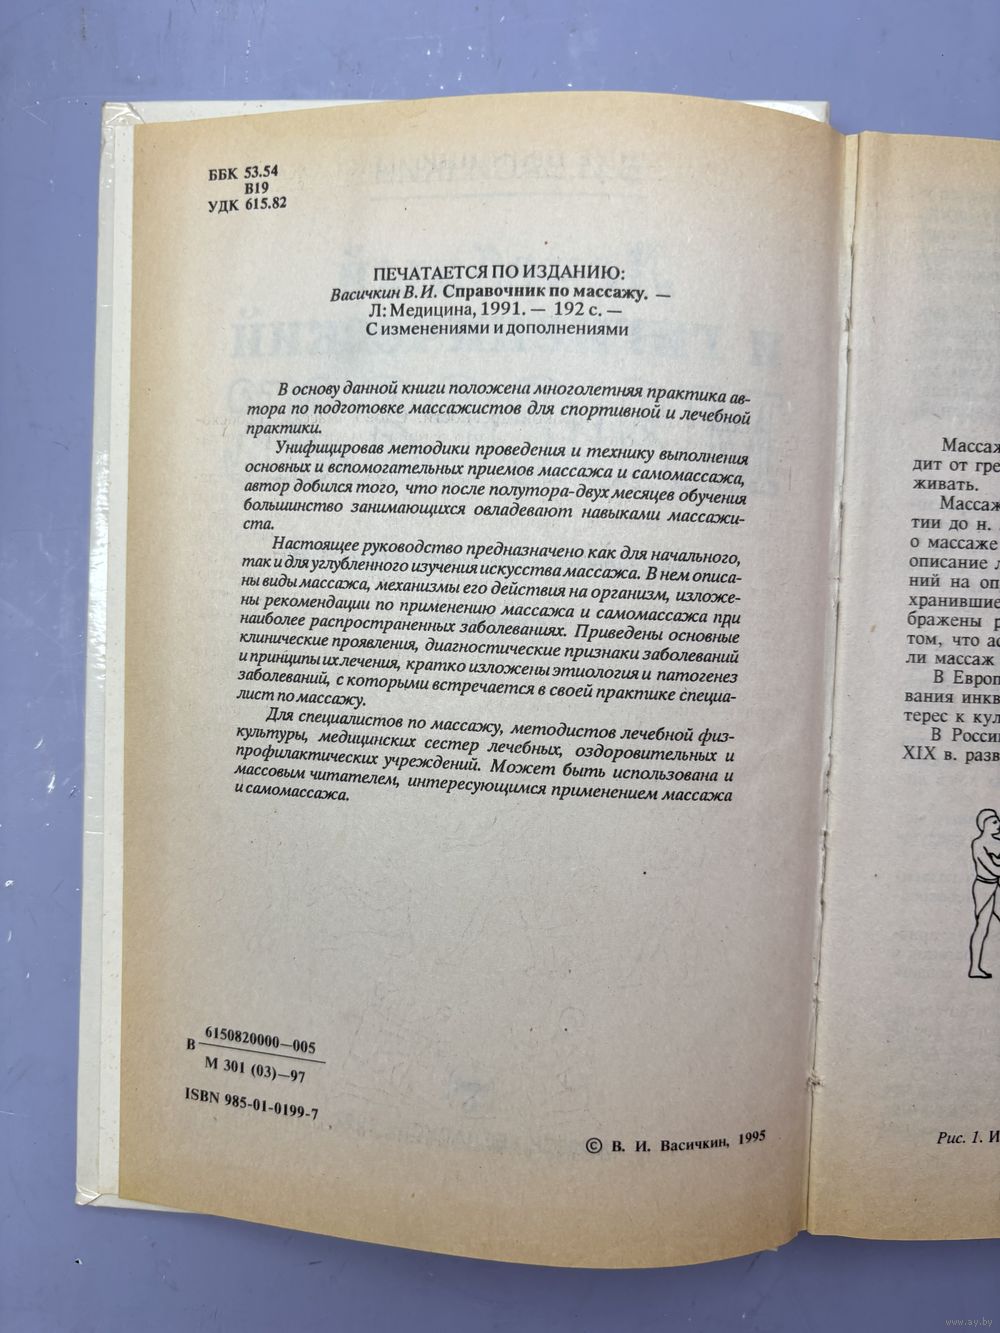 ББК 53.54
В19
УДК 615.82
ПЕЧАТАЕТСЯ ПО ИЗДАНИЮ:
Васичкин В.И. Справочник по массажу. —
Л: Медицина, 1991. — 192 с. —
С изменениями и дополнениями
В основу данной книги положена многолетняя практика ав-
тора по подготовке массажистов для спортивной и лечебной
практики.
Унифицировав методики проведения и технику выполнения
основных и вспомогательных приемов массажа и самомассажа,
автор добился того, что после полутора-двух месяцев обучения
большинство занимающихся овладевают навыками массажи-
ста.
Настоящее руководство предназначено как для начального,
так и для углубленного изучения искусства массажа. В нем описа-
ны виды массажа, механизмы его действия на организм, изложе-
ны рекомендации по применению массажа и самомассажа при
наиболее распространенных заболеваниях. Приведены основные
клинические проявления, диагностические признаки заболеваний
и принципы их лечения, кратко изложены этиология и патогенез
заболеваний, с которыми встречается в своей практике специа-
лист по массажу.
Для специалистов по массажу, методистов лечебной физ-
культуры, медицинских сестер лечебных, оздоровительных и
профилактических учреждений. Может быть использована и
массовым читателем, интересующимся применением массажа
и самомассажа.
В 6150820000—005
М 301 (03)—97
ISBN 985-01-0199-7
© В. И. Васичкин, 1995
Массаж
дит от гре
живать.
Массаж
тии до н.
о массаже
описание л
ний на оп
хранившие
бражены р
том, что ас
ли массаж
В Европ
вания инкв
терес к кул
В России
XIX в. разв
Рис. 1. И
www.ay.by